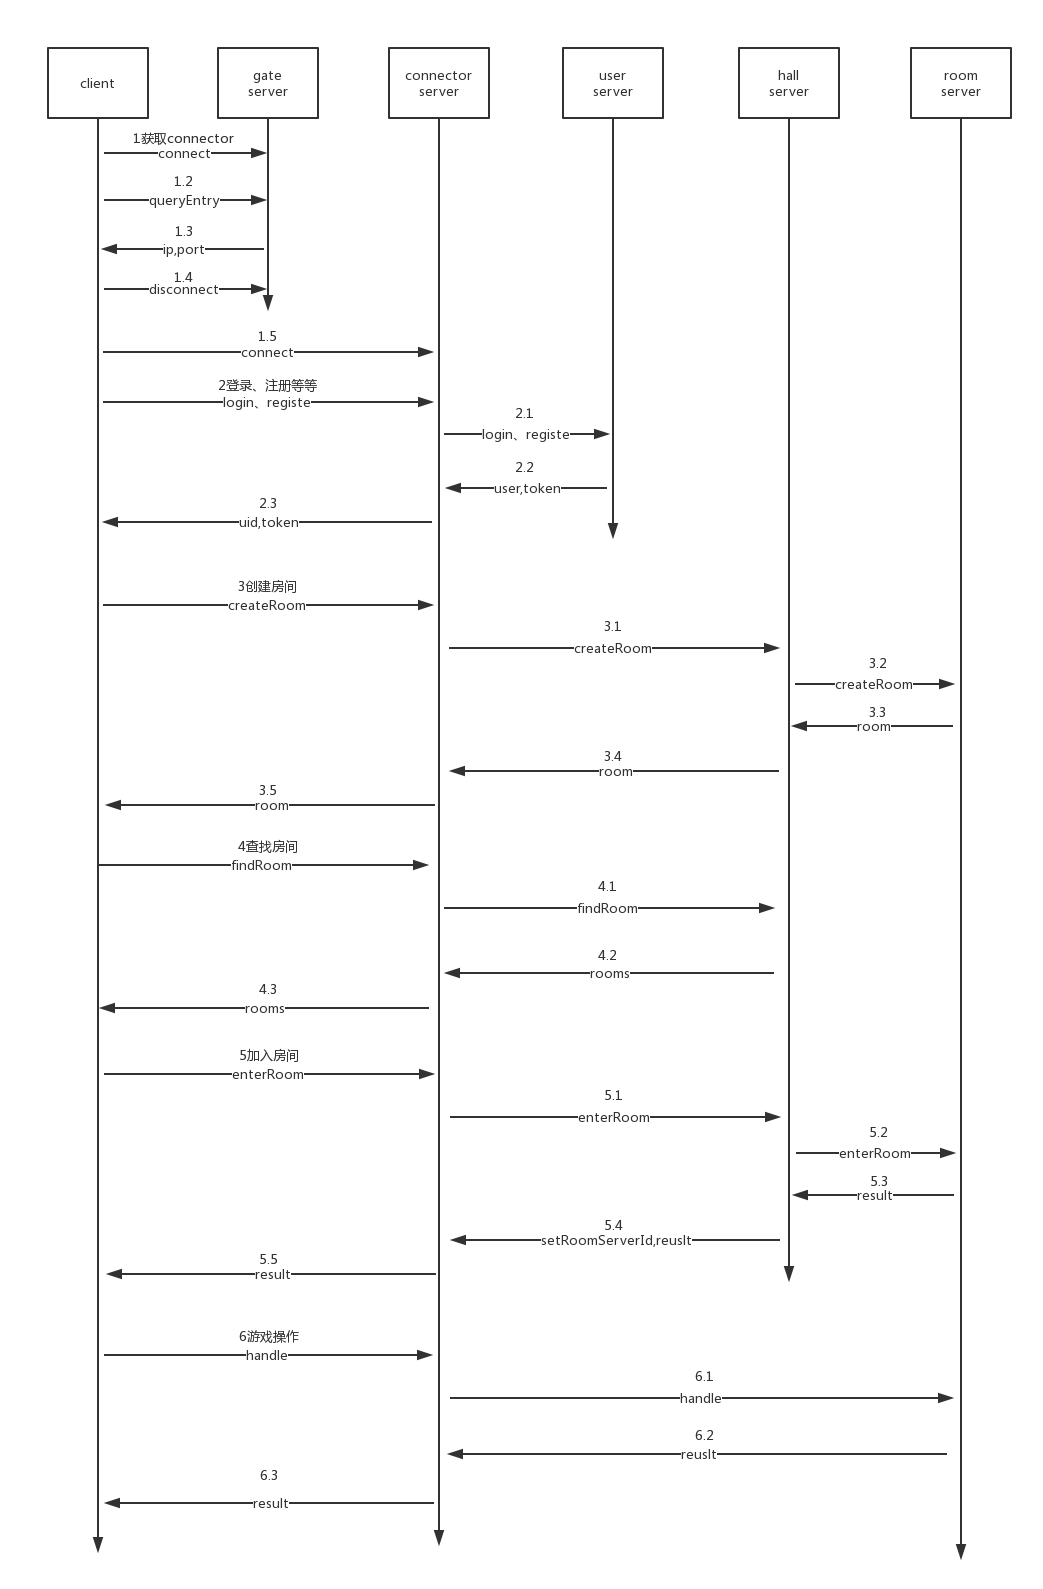 client
gate
server
connector
server
user
server
hall
server
room
server
1获取connector
connect
1.2
queryEntry
1.3
ip,port
1.4
disconnect
1.5
connect
2登录、注册等等
login、registe
2.1
login、registe
2.2
user,token
2.3
uid,token
3创建房间
createRoom
3.1
createRoom
3.2
createRoom
3.3
room
3.4
room
3.5
room
4查找房间
findRoom
4.1
findRoom
4.2
rooms
4.3
rooms
5加入房间
enterRoom
5.1
enterRoom
5.2
enterRoom
5.3
result
5.4
setRoomServerId,reuslt
5.5
result
6游戏操作
handle
6.1
handle
6.2
reuslt
6.3
result